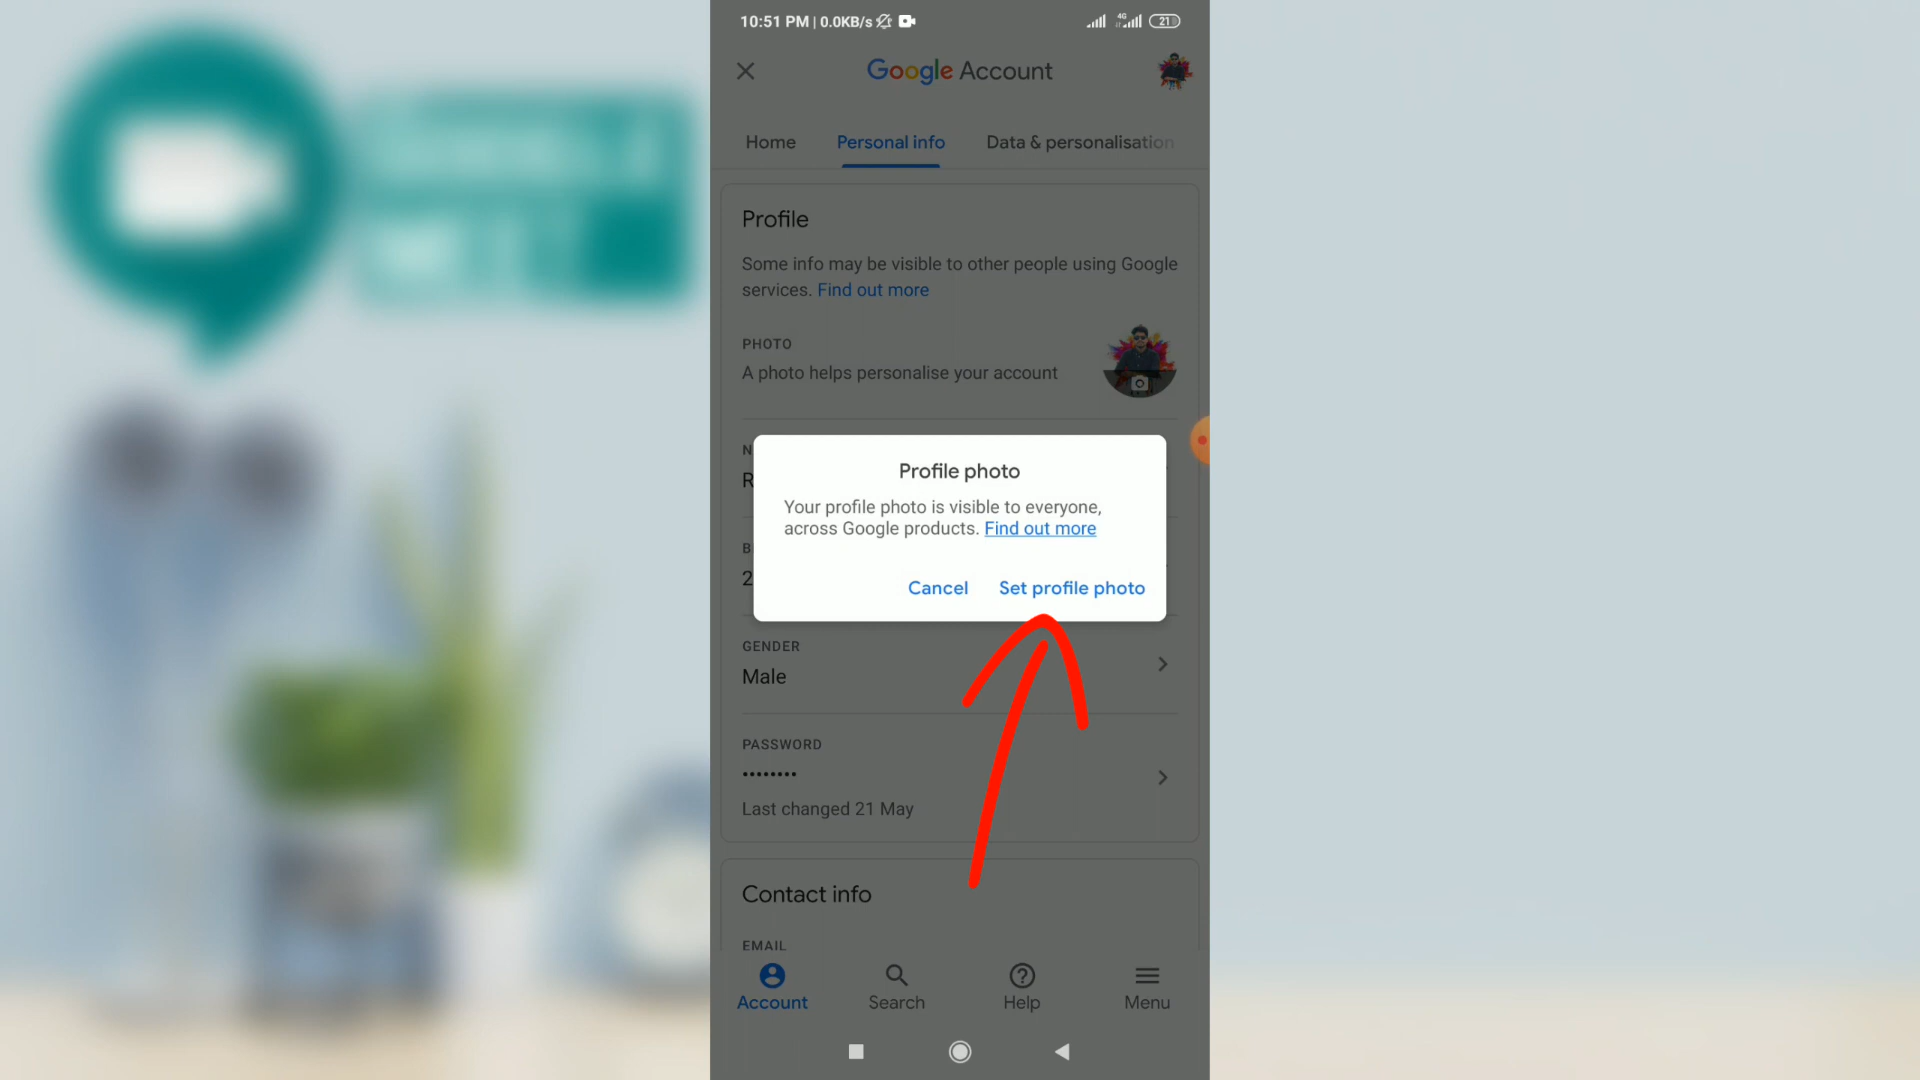 10:51 PM | 0.0KB/s
4G
21
Google Account
Home
Personal info
Data & personalisation
Profile
Some info may be visible to other people using Google
services. Find out more
PHOTO
A photo helps personalise your account
N
R
Profile photo
Your profile photo is visible to everyone,
across Google products. Find out more
B
2
Cancel
Set profile photo
GENDER
Male
PASSWORD
••••••••
Last changed 21 May
Contact info
EMAIL
Account
Search
Help
Menu